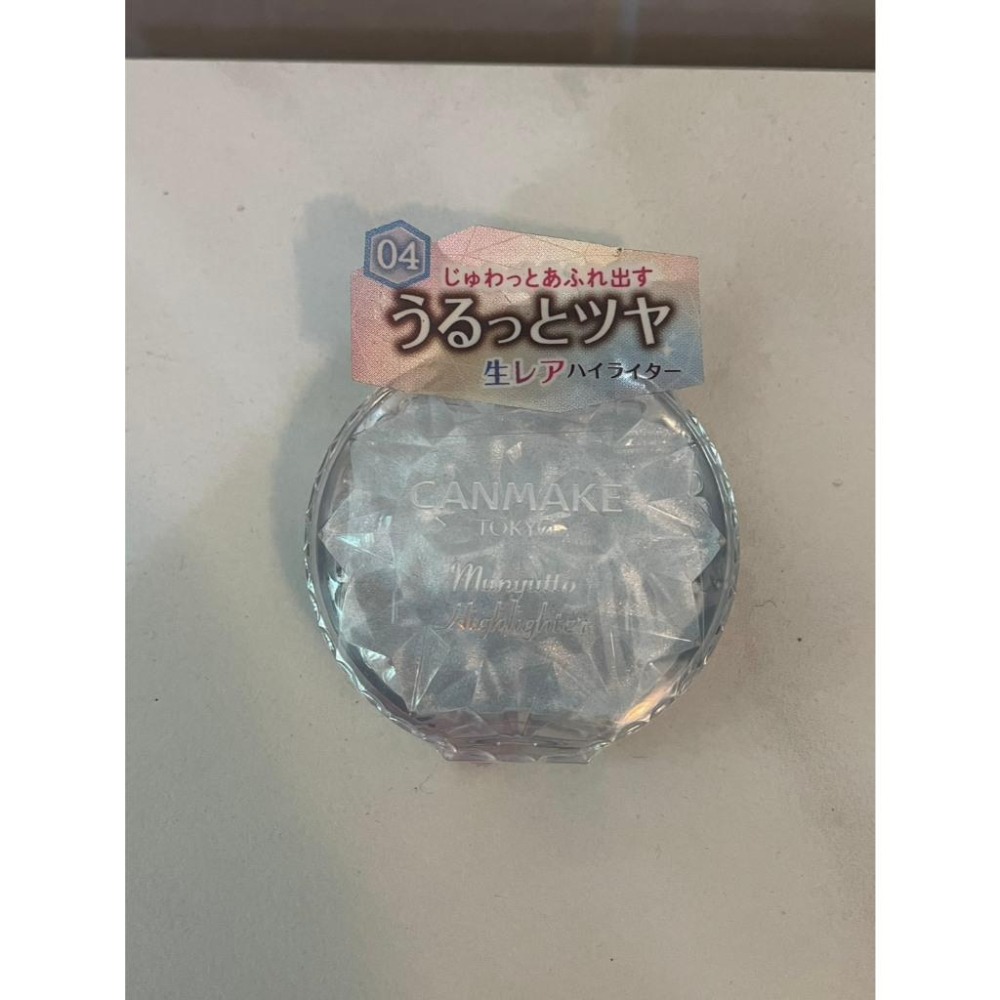 04
じゅわっとあふれ出す
うるっとツヤ
生レアハイライター
CANMAKE
TOKYO
Munyutto
Highlighter